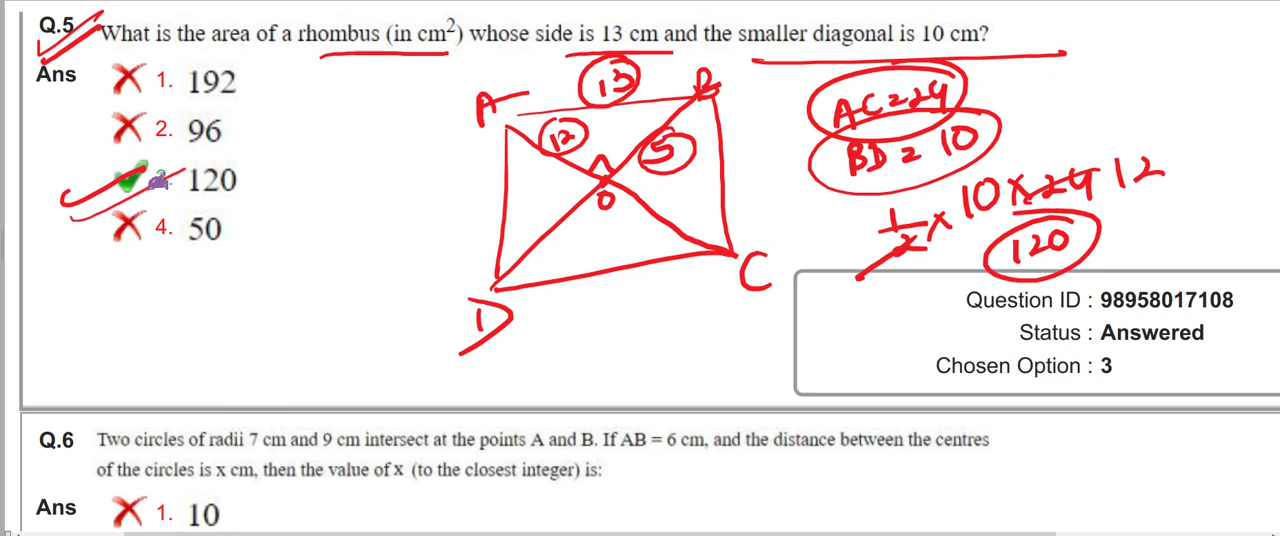 Q.5 What is the area of a rhombus (in cm²) whose side is 13 cm and the smaller diagonal is 10 cm?
Ans 1. 192
2. 96
120
4. 50
A
13
B
12
5
O
D
C
AC = 24
BD = 10
1/2 × 10 × 24 12
120
Question ID : 98958017108
Status : Answered
Chosen Option : 3
Q.6 Two circles of radii 7 cm and 9 cm intersect at the points A and B. If AB = 6 cm, and the distance between the centres
of the circles is x cm, then the value of x (to the closest integer) is:
Ans 1. 10